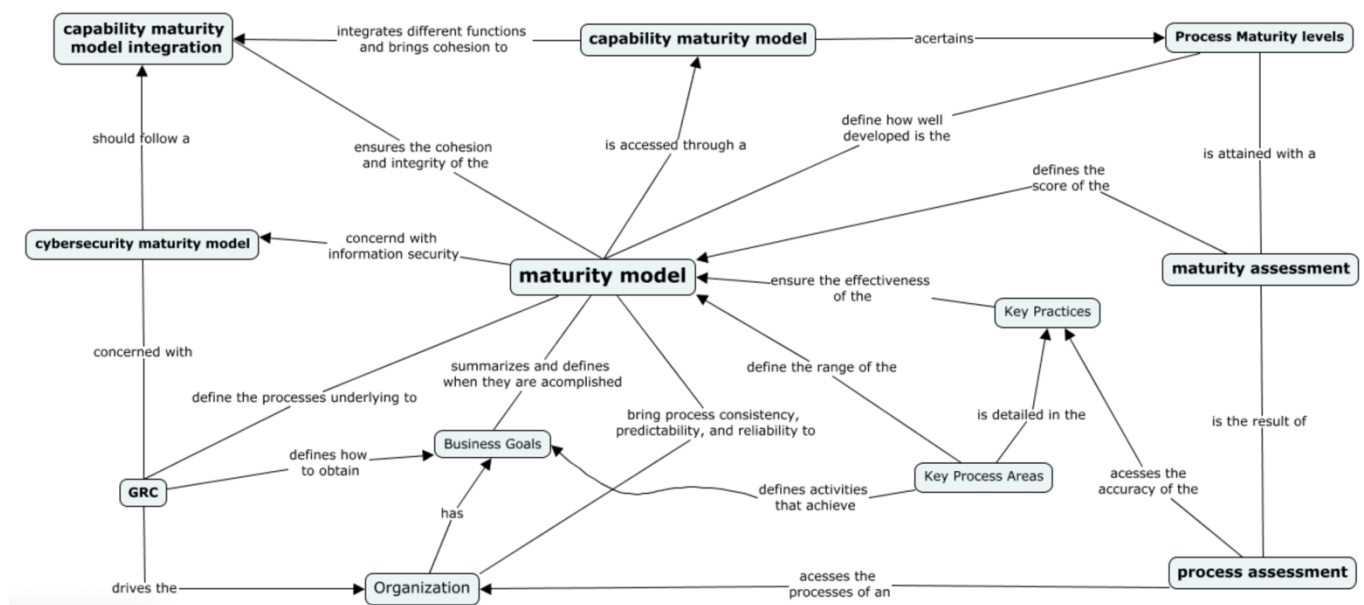 capability maturity
model integration
integrates different functions
and brings cohesion to
capability maturity model
acertains
Process Maturity levels
should follow a
ensures the cohesion
and integrity of the
is accessed through a
define how well
developed is the
is attained with a
defines the
score of the
cybersecurity maturity model
concernd with
information security
maturity model
maturity assessment
ensure the effectiveness
of the
Key Practices
concerned with
define the processes underlying to
summarizes and defines
when they are acomplished
define the range of the
bring process consistency,
predictability, and reliability to
is detailed in the
is the result of
Business Goals
defines how
to obtain
GRC
Key Process Areas
defines activities
that achieve
acesses the
accuracy of the
has
drives the
Organization
acesses the
processes of an
process assessment